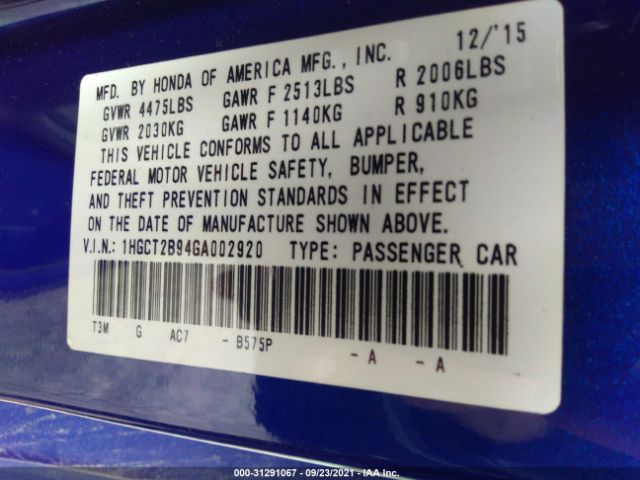 12/'15
MFD. BY HONDA OF AMERICA MFG., INC.
GVWR 4475LBS GAWR F 2513LBS R 2006LBS
GVWR 2030KG GAWR F 1140KG R 910KG
THIS VEHICLE CONFORMS TO ALL APPLICABLE
FEDERAL MOTOR VEHICLE SAFETY, BUMPER,
AND THEFT PREVENTION STANDARDS IN EFFECT
ON THE DATE OF MANUFACTURE SHOWN ABOVE.
V.I.N.: 1HGCT2B94GA002920 TYPE: PASSENGER CAR
T3M G AC7 - B575P - A - A
000-31291067 - 09/23/2021 - IAA Inc.